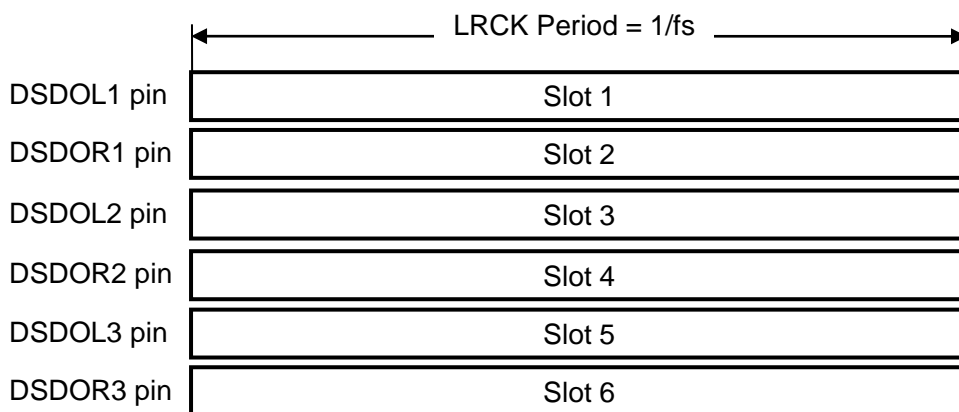 LRCK Period = 1/fs
DSDOL1 pin Slot 1
DSDOR1 pin Slot 2
DSDOL2 pin Slot 3
DSDOR2 pin Slot 4
DSDOL3 pin Slot 5
DSDOR3 pin Slot 6